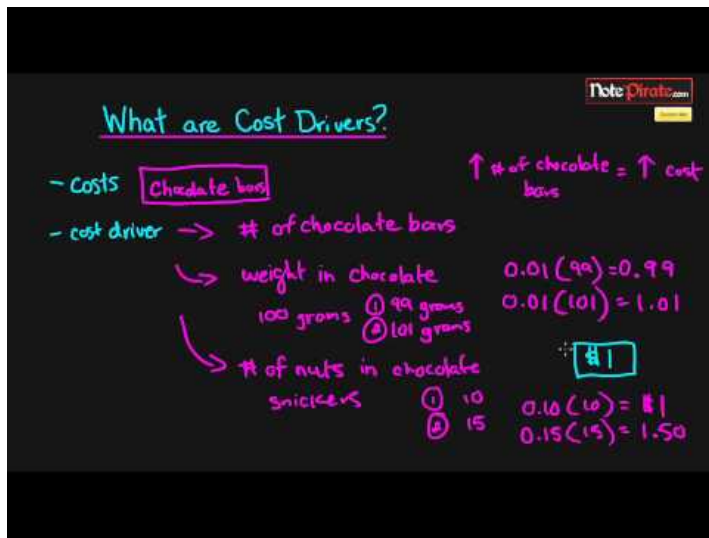 NotePirate.com
What are Cost Drivers?
- costs Chocolate bars
↑ # of chocolate bars = ↑ cost
- cost driver → # of chocolate bars
weight in chocolate
100 grams ① 99 grams
② 101 grams
0.01(99)=0.99
0.01(101)=1.01
$1
# of nuts in chocolate
snickers ① 10
② 15
0.10(10)= $1
0.15(15)= 1.50